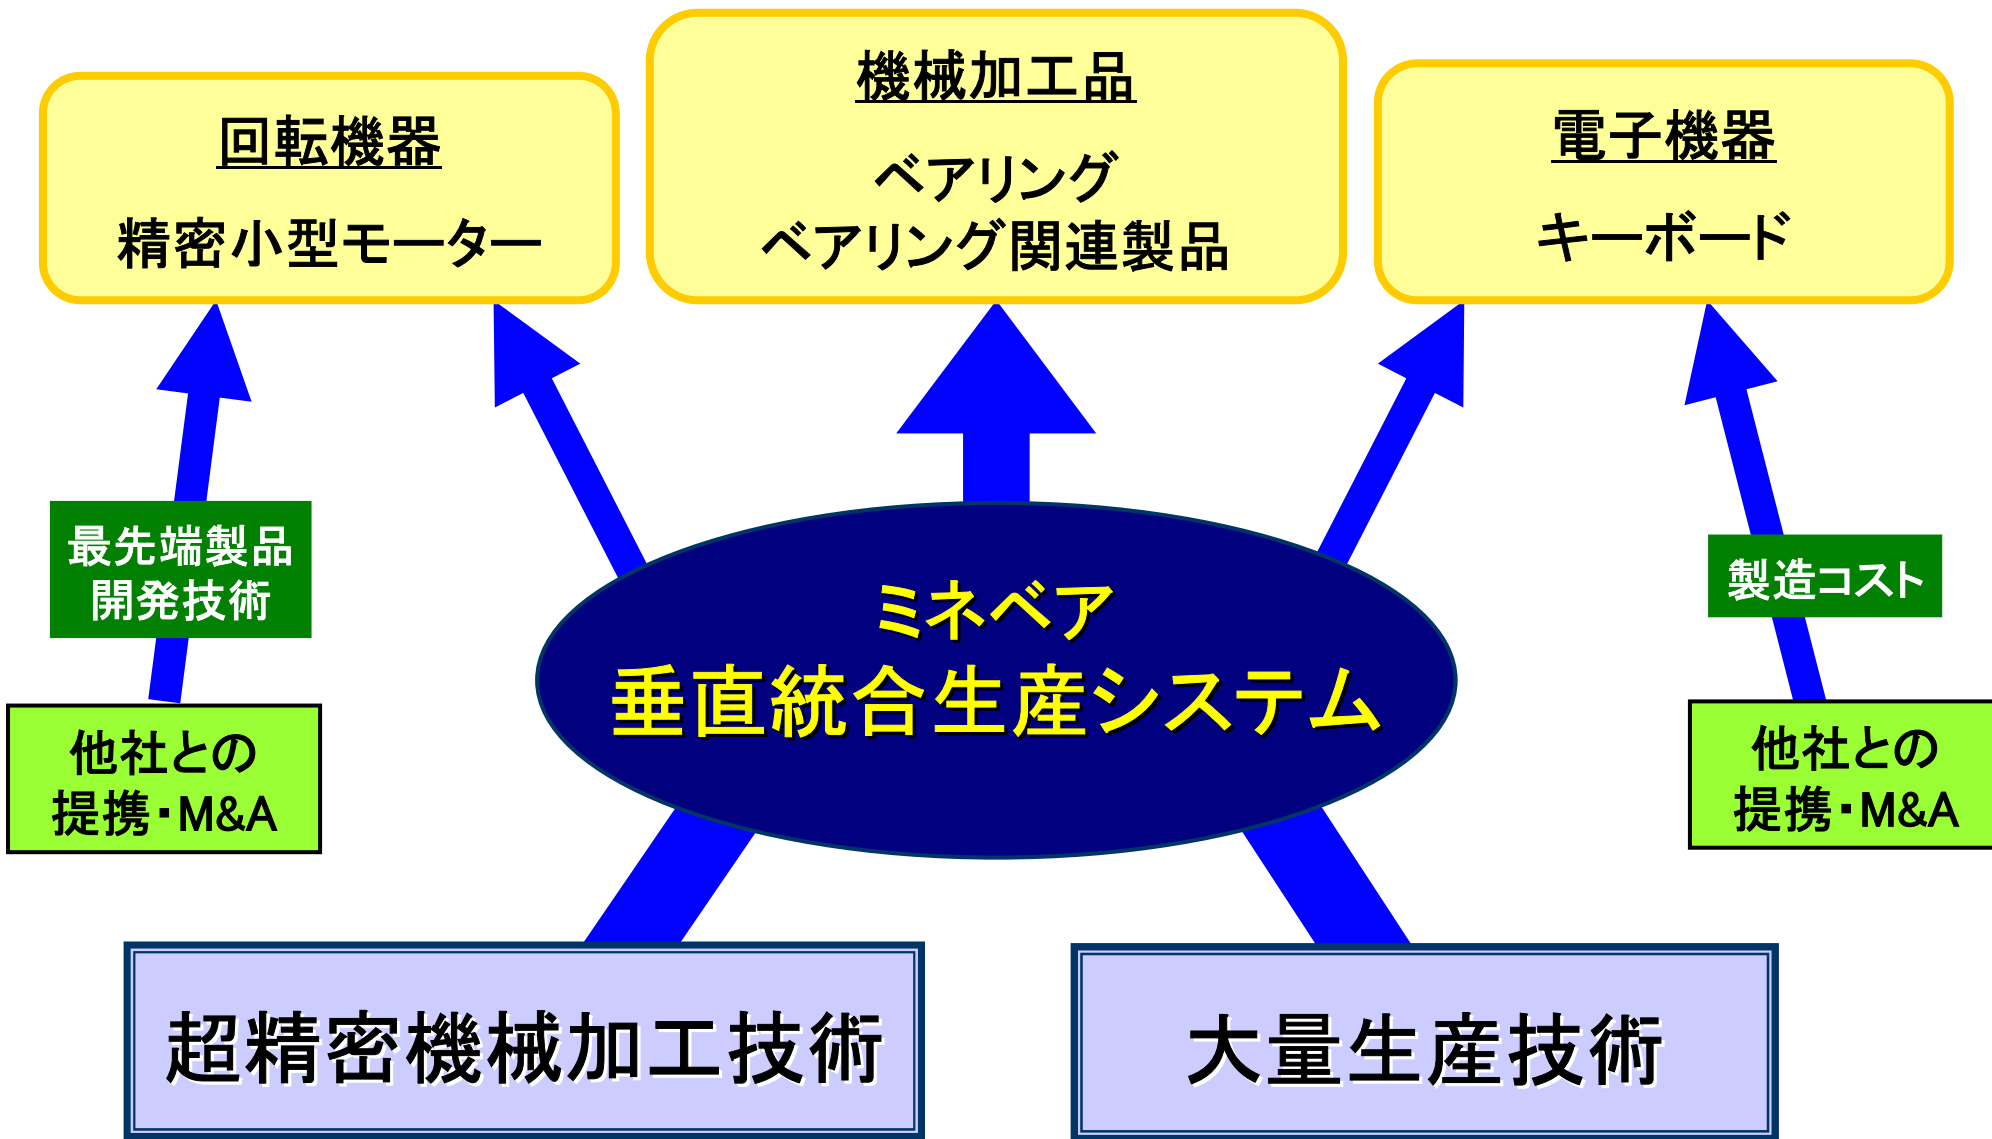 回転機器
精密小型モーター
機械加工品
ベアリング
ベアリング関連製品
電子機器
キーボード
最先端製品
開発技術
製造コスト
ミネベア
垂直統合生産システム
他社との
提携・M&A
他社との
提携・M&A
超精密機械加工技術
大量生産技術